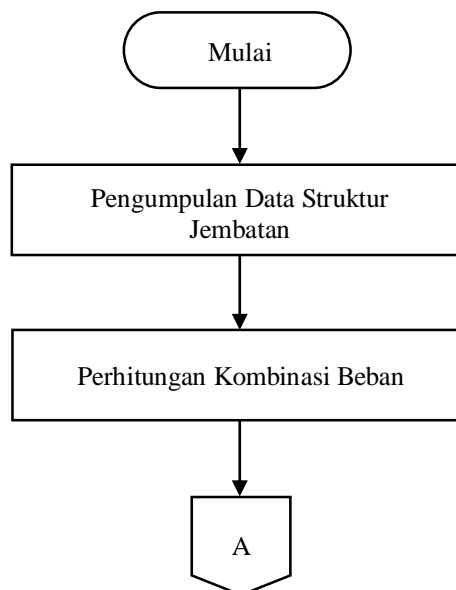 Mulai
Pengumpulan Data Struktur
Jembatan
Perhitungan Kombinasi Beban
A